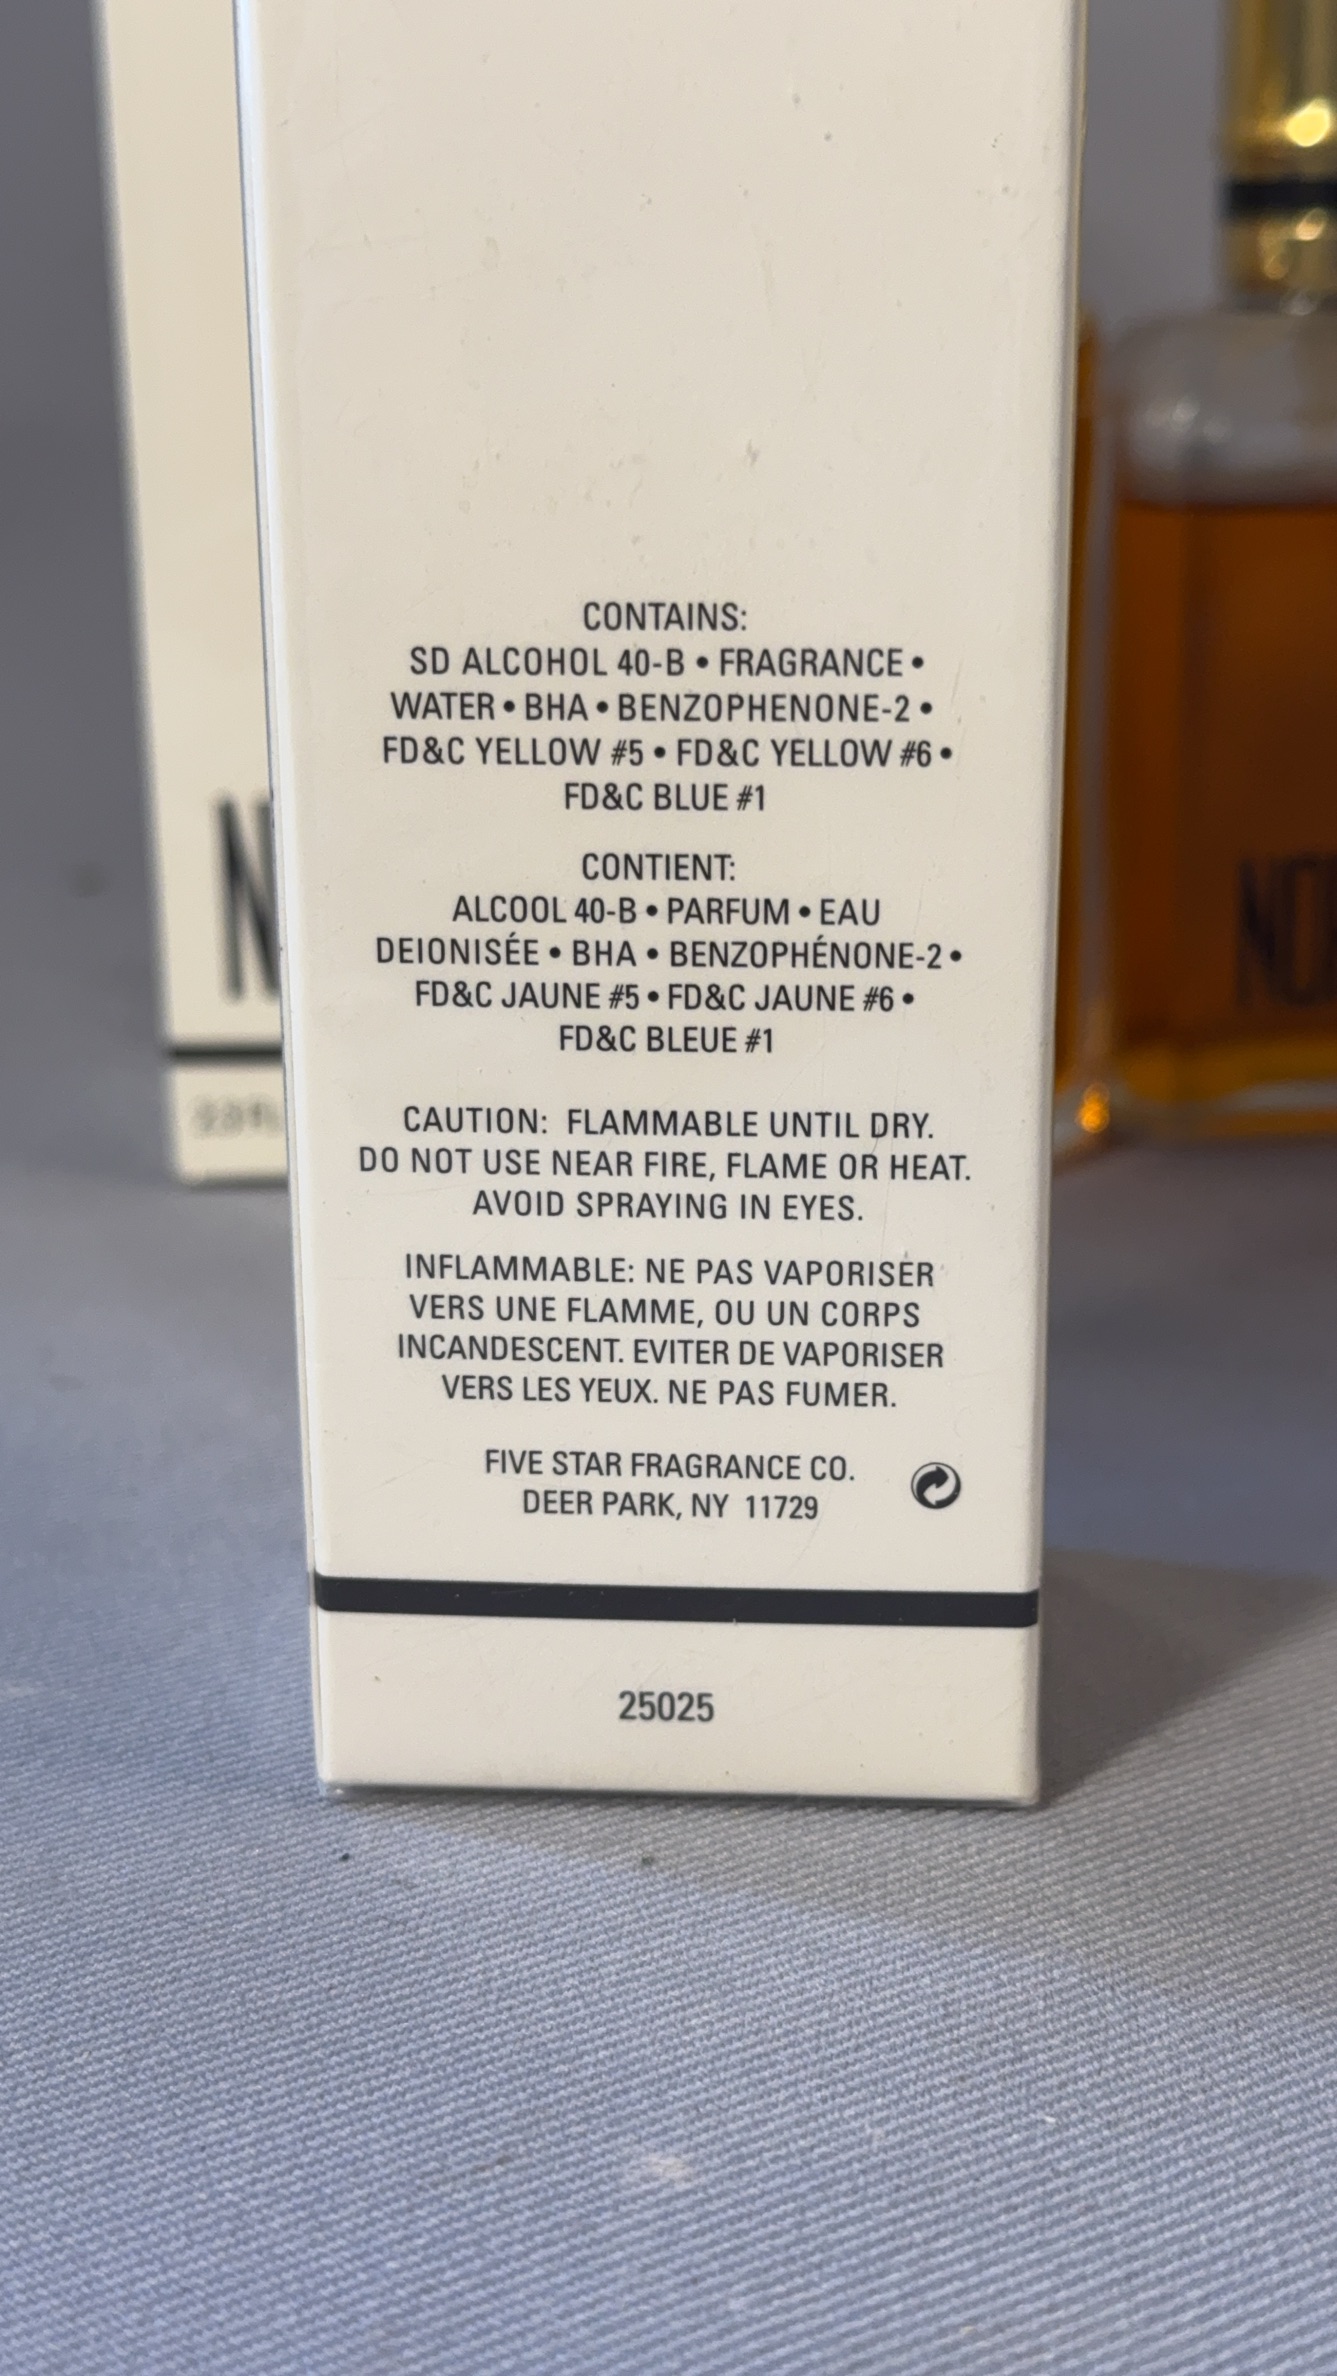 CONTAINS:
SD ALCOHOL 40-B • FRAGRANCE •
WATER • BHA • BENZOPHENONE-2 •
FD&C YELLOW #5 • FD&C YELLOW #6 •
FD&C BLUE #1
CONTIENT:
ALCOOL 40-B • PARFUM • EAU
DEIONISÉE • BHA • BENZOPHÉNONE-2 •
FD&C JAUNE #5 • FD&C JAUNE #6 •
FD&C BLEUE #1
CAUTION: FLAMMABLE UNTIL DRY.
DO NOT USE NEAR FIRE, FLAME OR HEAT.
AVOID SPRAYING IN EYES.
INFLAMMABLE: NE PAS VAPORISER
VERS UNE FLAMME, OU UN CORPS
INCANDESCENT. EVITER DE VAPORISER
VERS LES YEUX. NE PAS FUMER.
FIVE STAR FRAGRANCE CO.
DEER PARK, NY 11729
25025